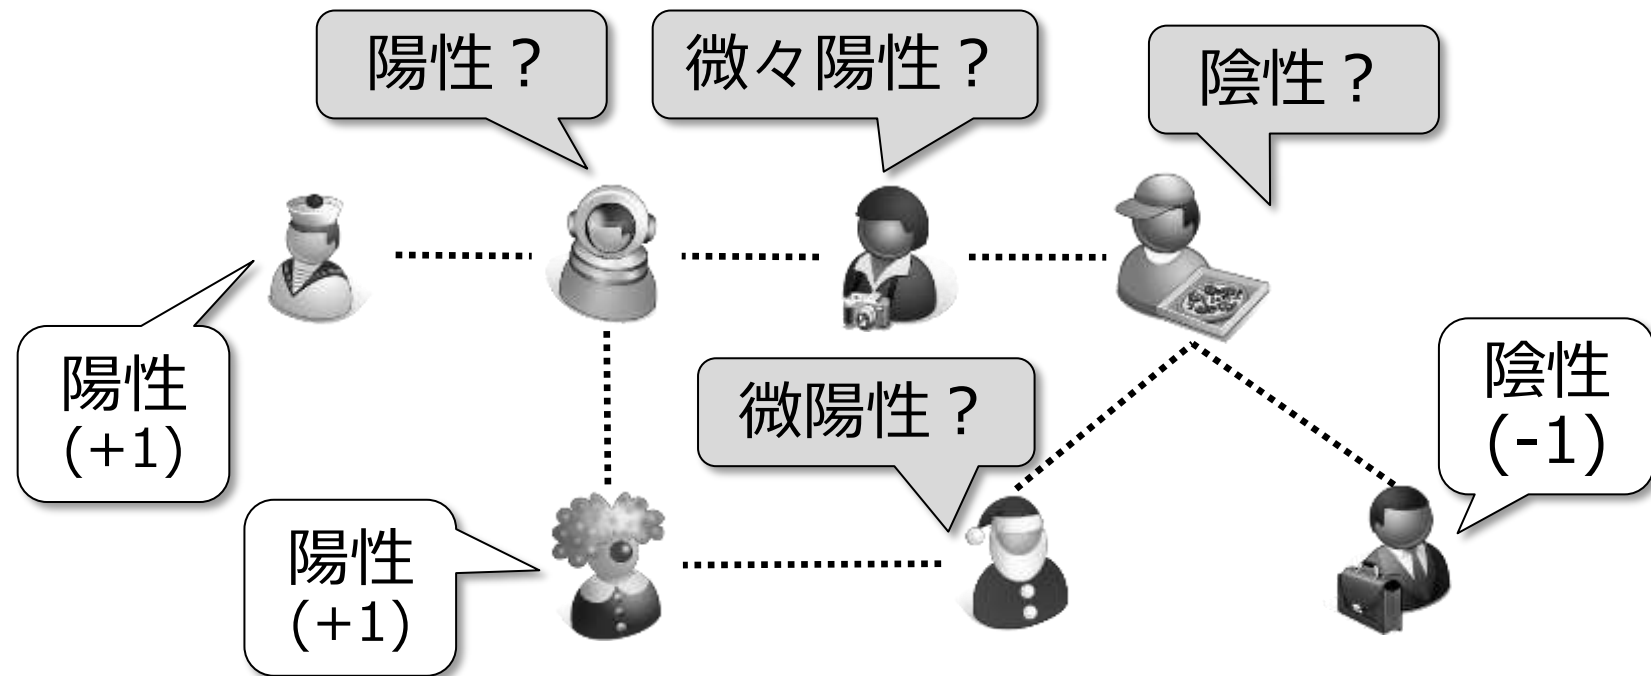 陽性？
微々陽性？
陰性？
陽性
(+1)
微陽性？
陰性
(-1)
陽性
(+1)